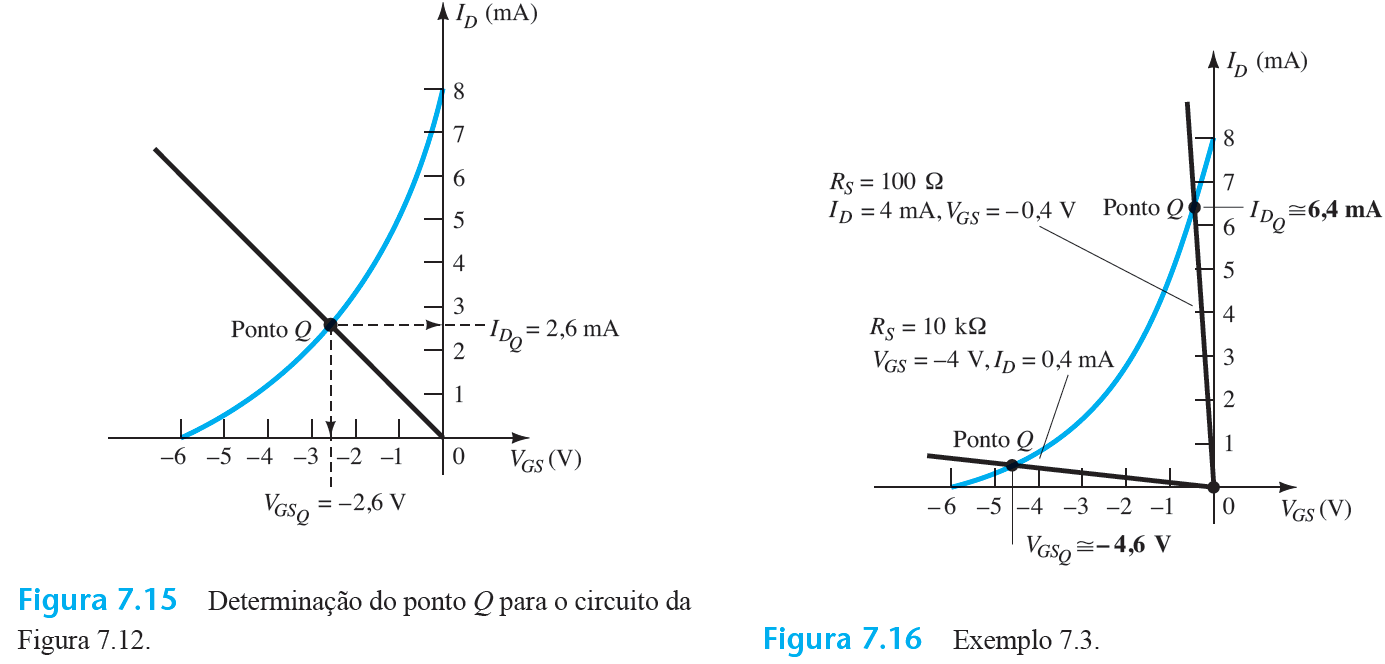 I_D (mA)
8
7
6
5
4
3
2
1
Ponto Q
I_DQ = 2,6 mA
–6 –5 –4 –3 –2 –1 0 V_GS (V)
V_GSQ = –2,6 V
Figura 7.15 Determinação do ponto Q para o circuito da
Figura 7.12.
I_D (mA)
8
7
6
5
4
3
2
1
R_S = 100 Ω
I_D = 4 mA, V_GS = –0,4 V
Ponto Q
I_DQ ≅ 6,4 mA
R_S = 10 kΩ
V_GS = –4 V, I_D = 0,4 mA
Ponto Q
–6 –5 –4 –3 –2 –1 0 V_GS (V)
V_GSQ ≅ – 4,6 V
Figura 7.16 Exemplo 7.3.